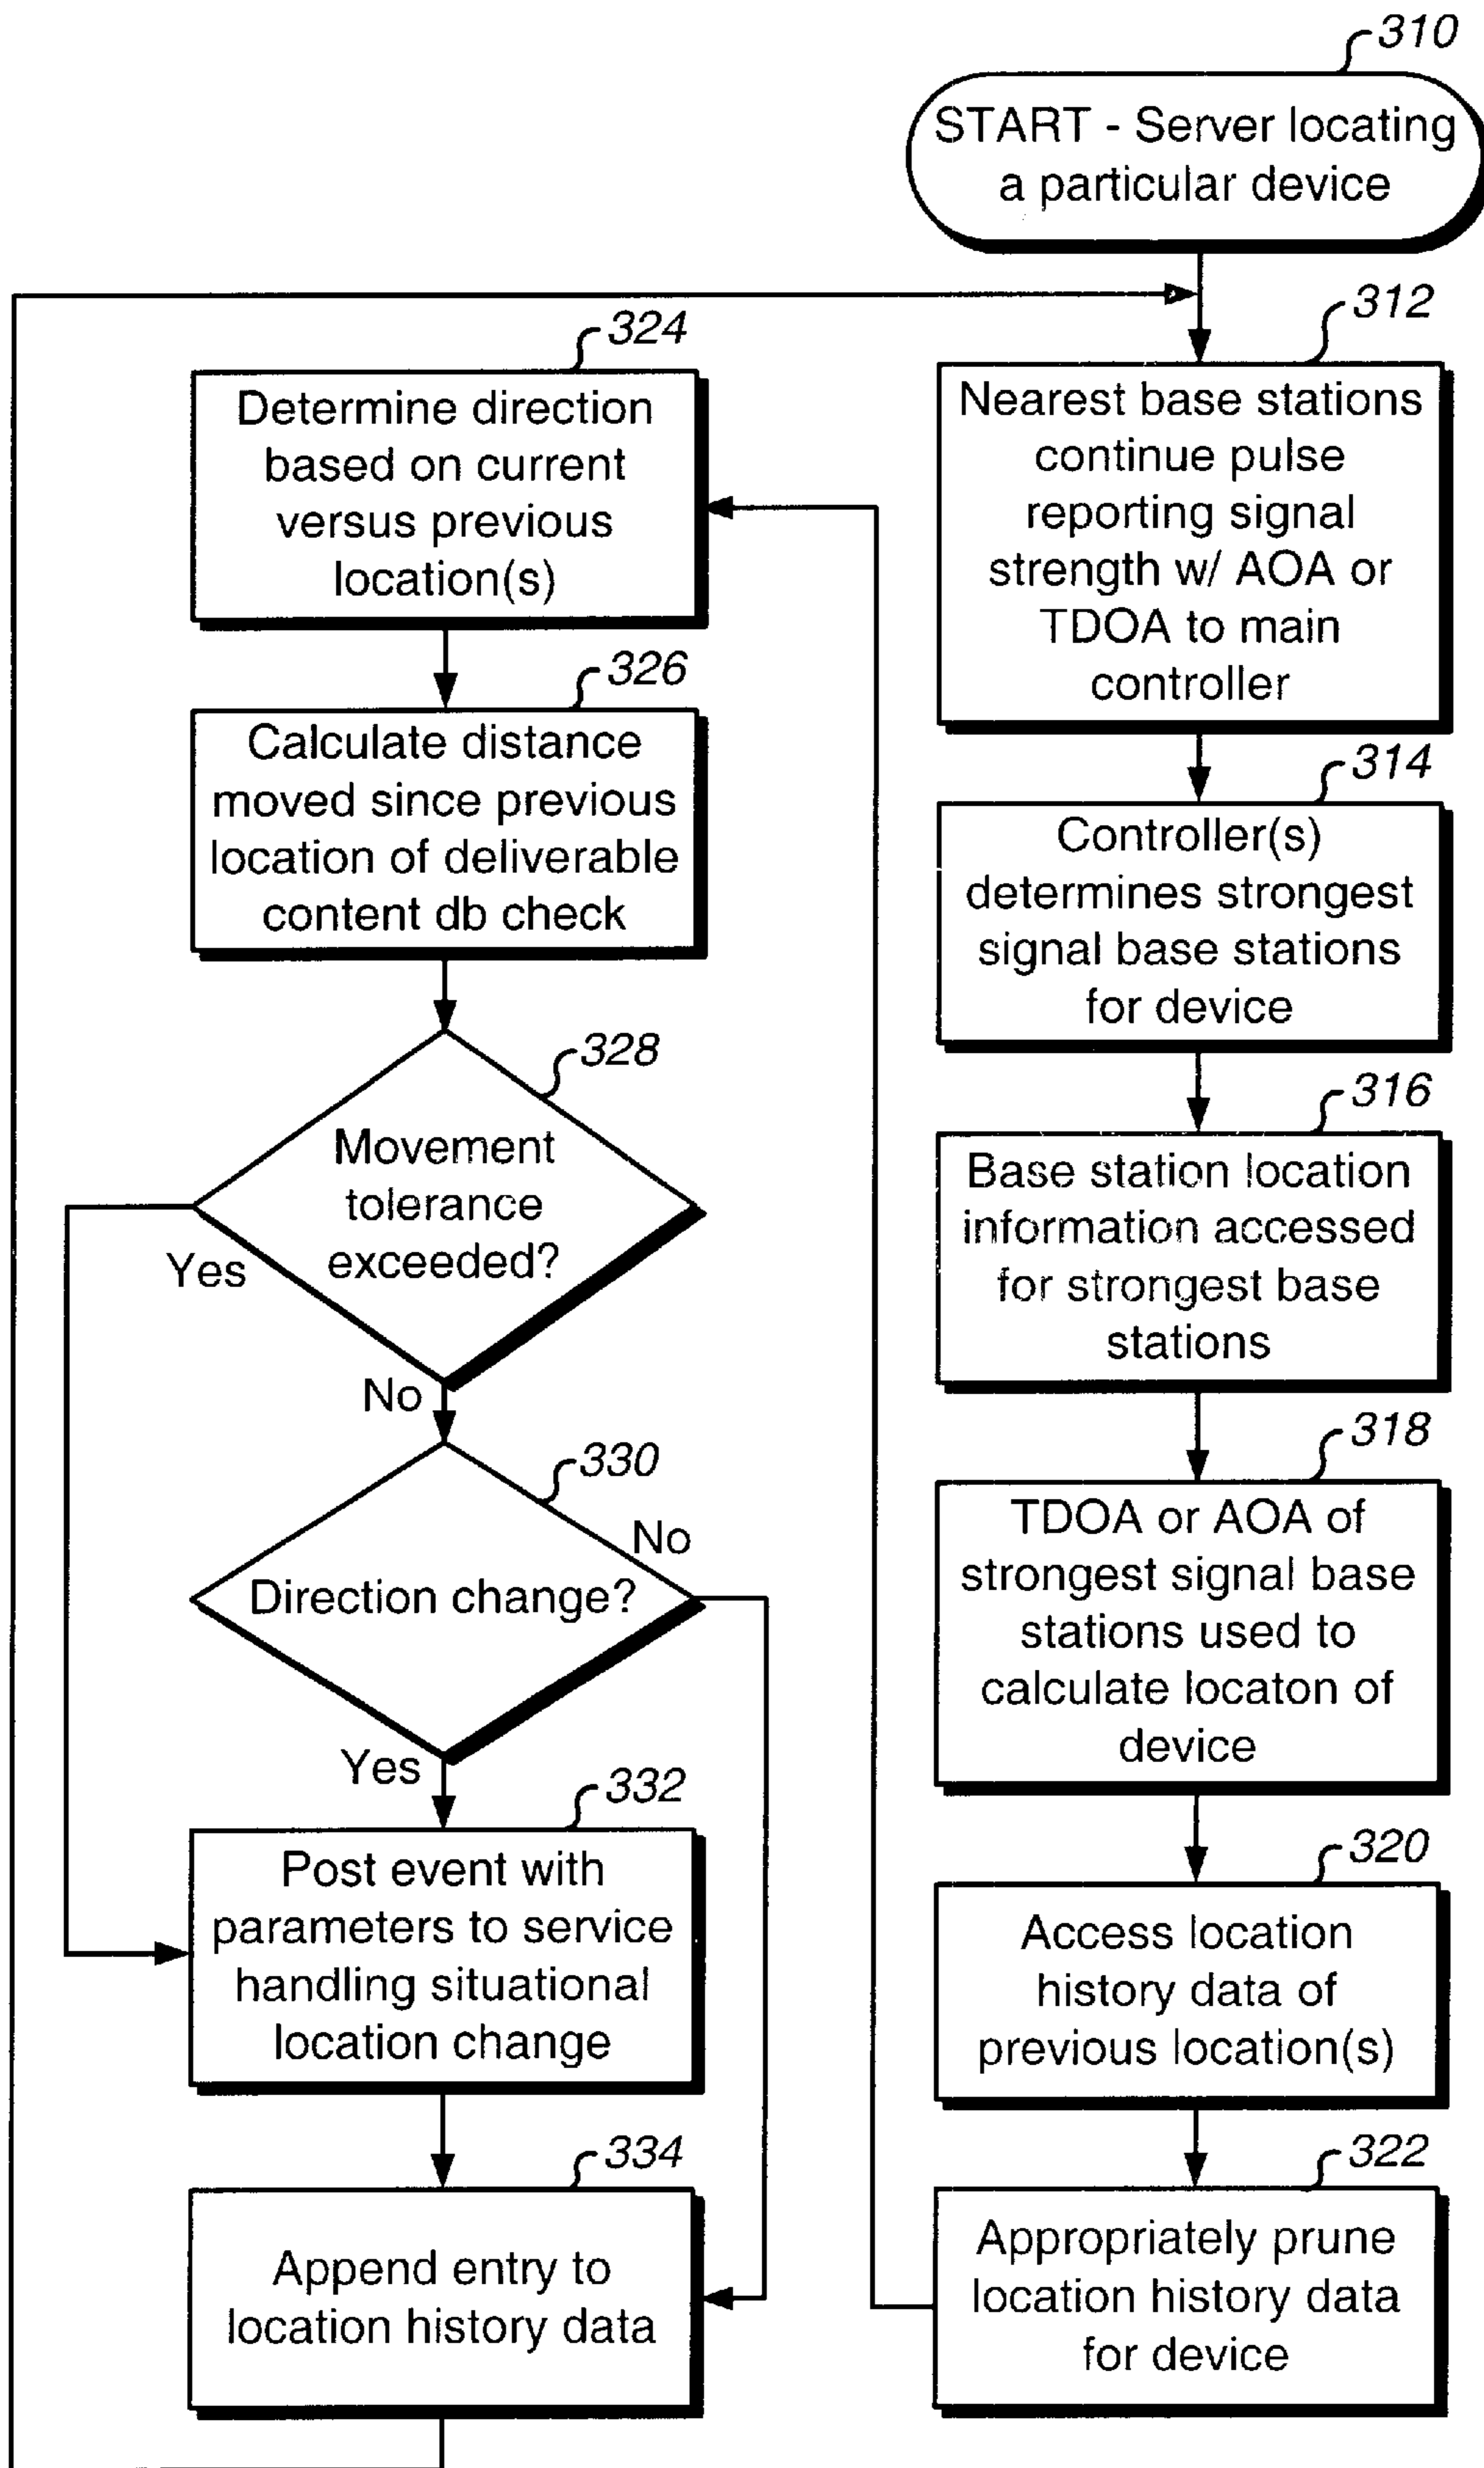 310
START - Server locating
a particular device
312
Nearest base stations
continue pulse
reporting signal
strength w/ AOA or
TDOA to main
controller
314
Controller(s)
determines strongest
signal base stations
for device
316
Base station location
information accessed
for strongest base
stations
318
TDOA or AOA of
strongest signal base
stations used to
calculate locaton of
device
320
Access location
history data of
previous location(s)
322
Appropriately prune
location history data
for device
324
Determine direction
based on current
versus previous
location(s)
326
Calculate distance
moved since previous
location of deliverable
content db check
328
Movement
tolerance
exceeded?
Yes
No
330
No
Direction change?
Yes
332
Post event with
parameters to service
handling situational
location change
334
Append entry to
location history data